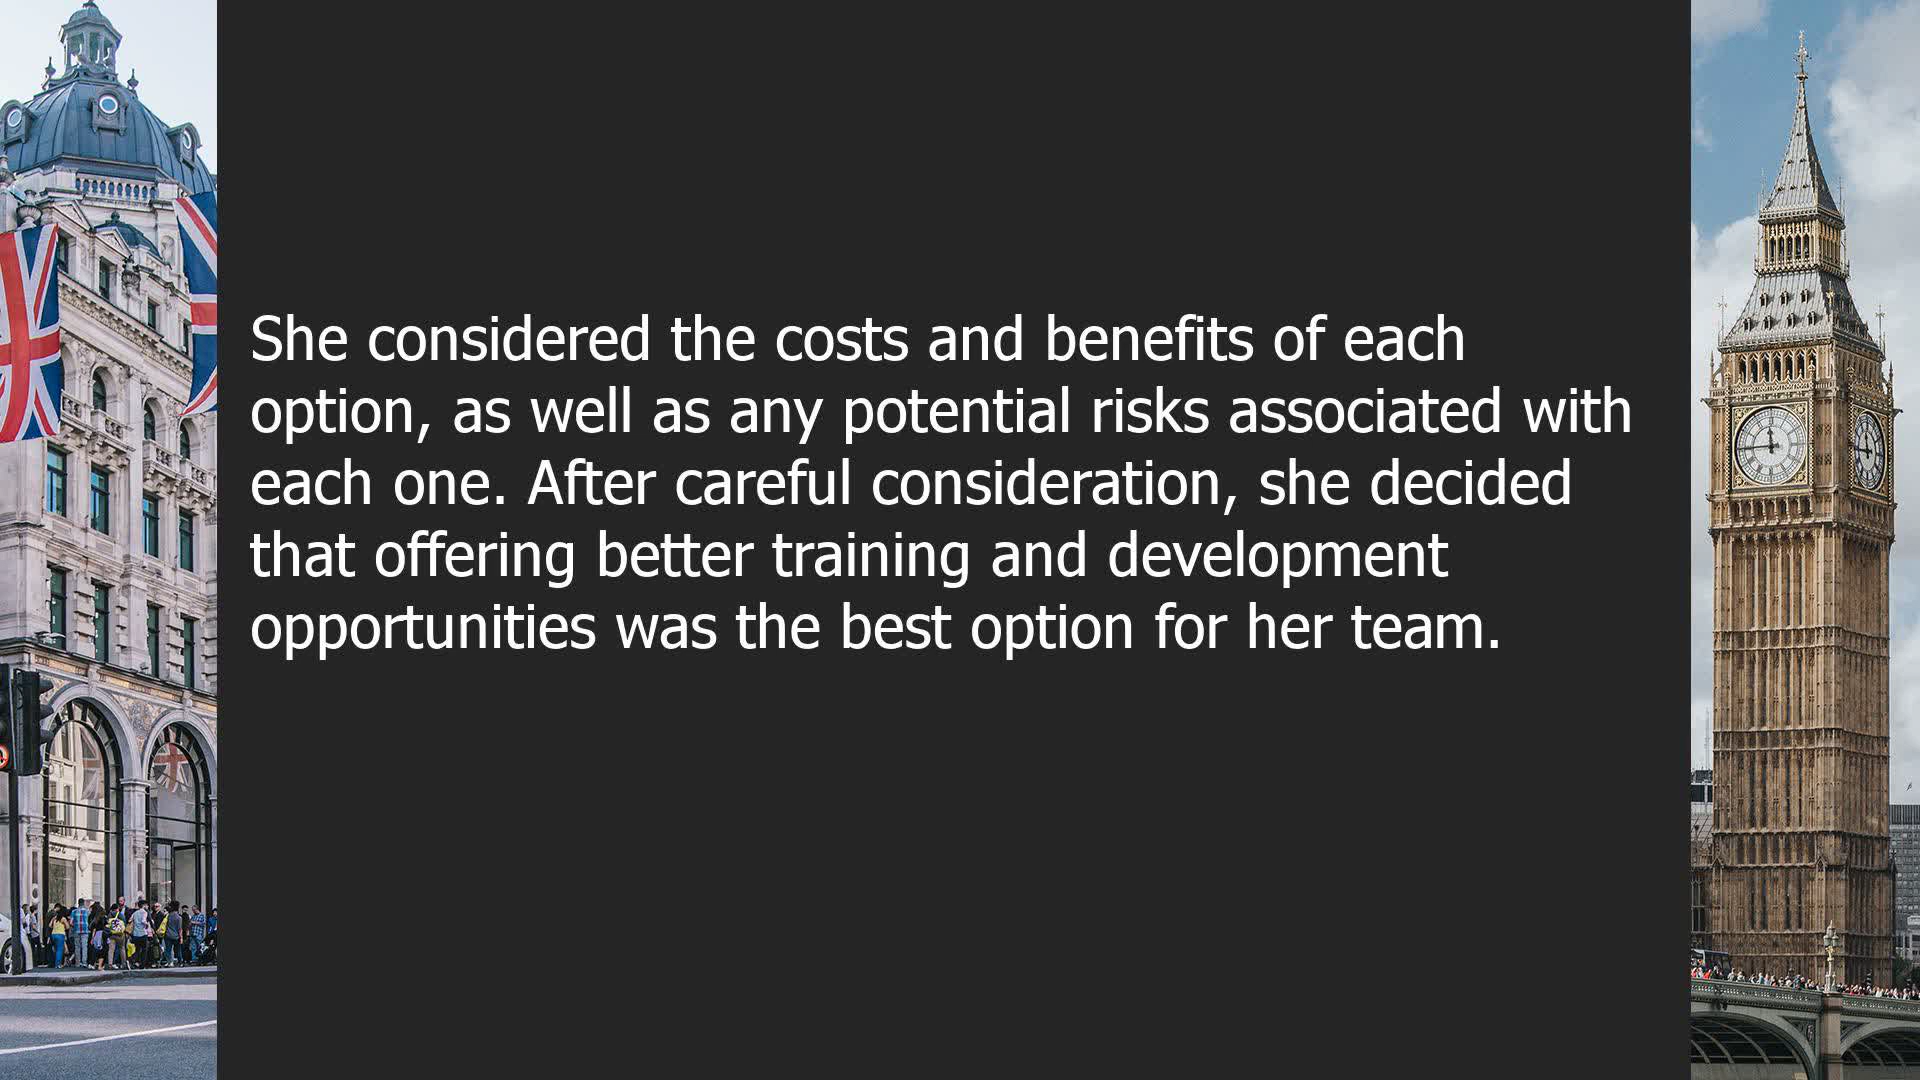 She considered the costs and benefits of each
option, as well as any potential risks associated with
each one. After careful consideration, she decided
that offering better training and development
opportunities was the best option for her team.